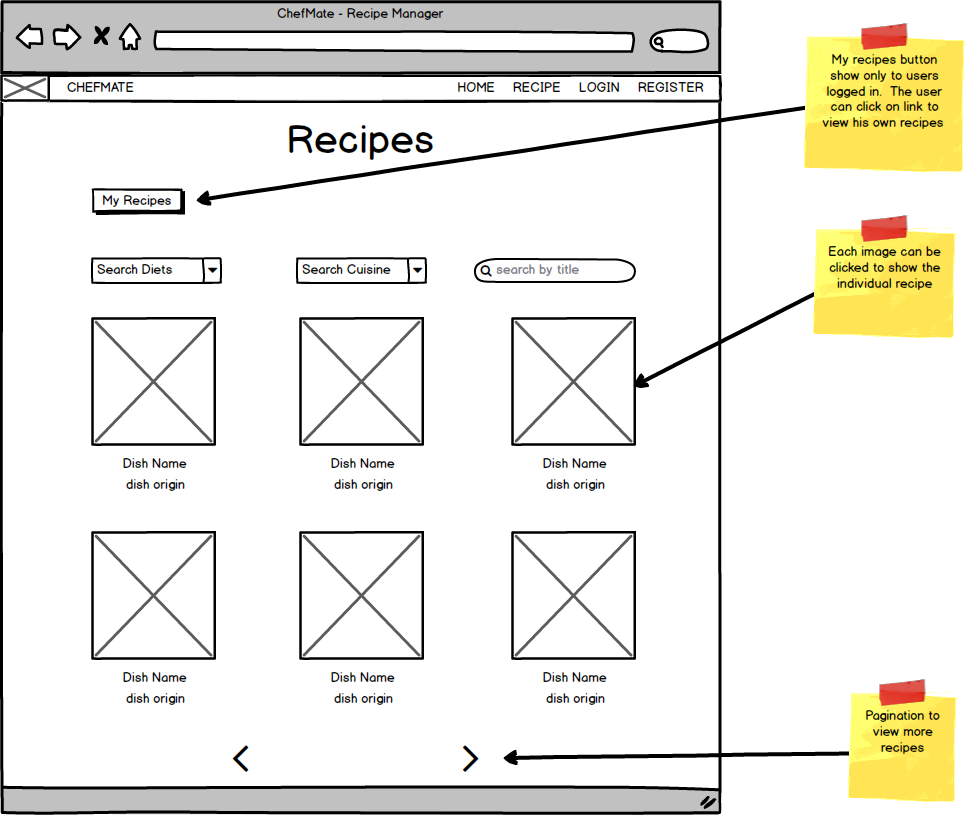 ChefMate - Recipe Manager
CHEFMATE
HOME RECIPE LOGIN REGISTER
Recipes
My Recipes
Search Diets
Search Cuisine
search by title
Dish Name
dish origin
Dish Name
dish origin
Dish Name
dish origin
Dish Name
dish origin
Dish Name
dish origin
Dish Name
dish origin
My recipes button
show only to users
logged in. The user
can click on link to
view his own recipes
Each image can be
clicked to show the
individual recipe
Pagination to
view more
recipes